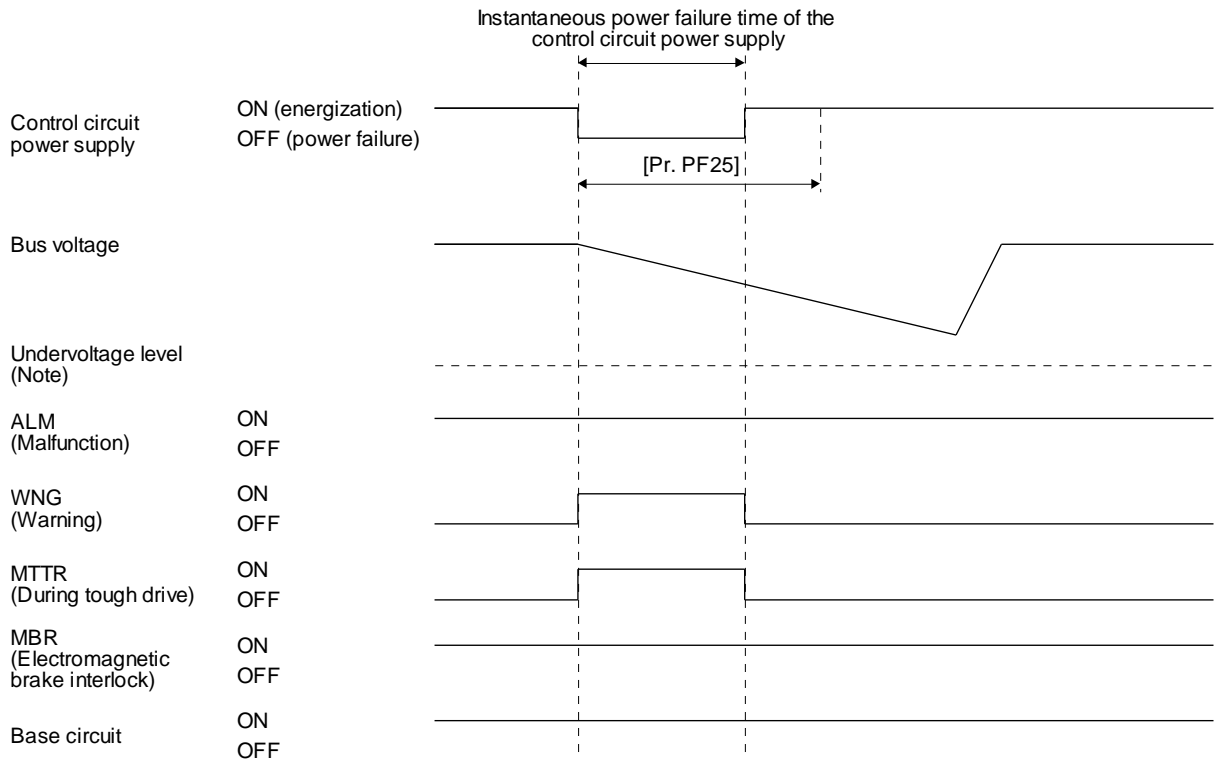 Instantaneous power failure time of the
control circuit power supply
Control circuit
power supply
ON (energization)
OFF (power failure)
[Pr. PF25]
Bus voltage
Undervoltage level
(Note)
ALM
(Malfunction)
ON
OFF
WNG
(Warning)
ON
OFF
MTTR
(During tough drive)
ON
OFF
MBR
(Electromagnetic
brake interlock)
ON
OFF
Base circuit
ON
OFF